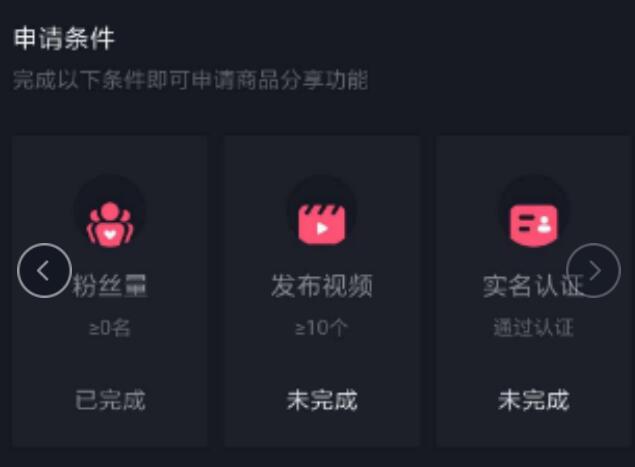 申请条件
完成以下条件即可申请商品分享功能
粉丝量
发布视频
实名认证
≥0名
≥10个
通过认证
已完成
未完成
未完成